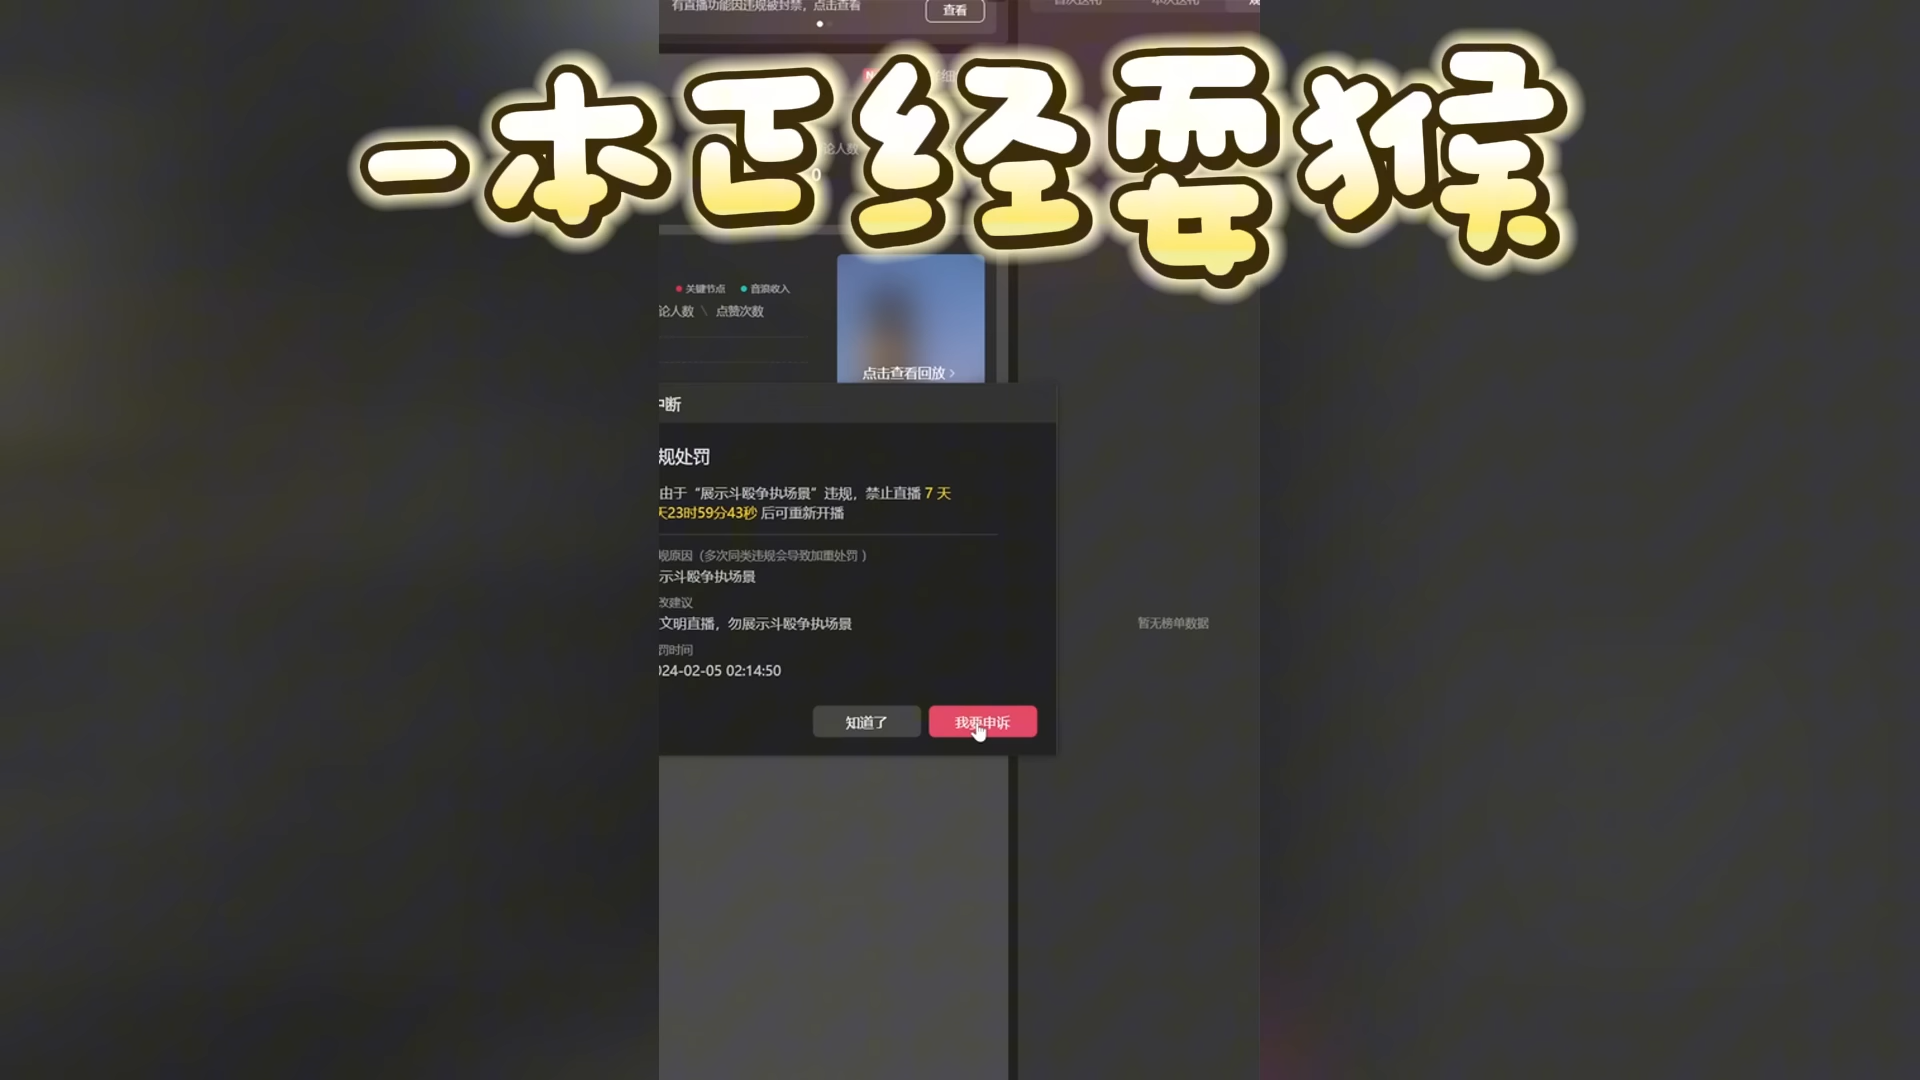 有直播功能因违规被封禁，点击查看
查看
一本正经耍猴
论人数
0
关键节点 音浪收入
论人数 \ 点赞次数
点击查看回放 >
中断
规处罚
由于“展示斗殴争执场景”违规，禁止直播 7 天
天23时59分43秒 后可重新开播
规原因（多次同类违规会导致加重处罚）
示斗殴争执场景
改建议
文明直播，勿展示斗殴争执场景
罚时间
024-02-05 02:14:50
知道了
我要申诉
暂无榜单数据